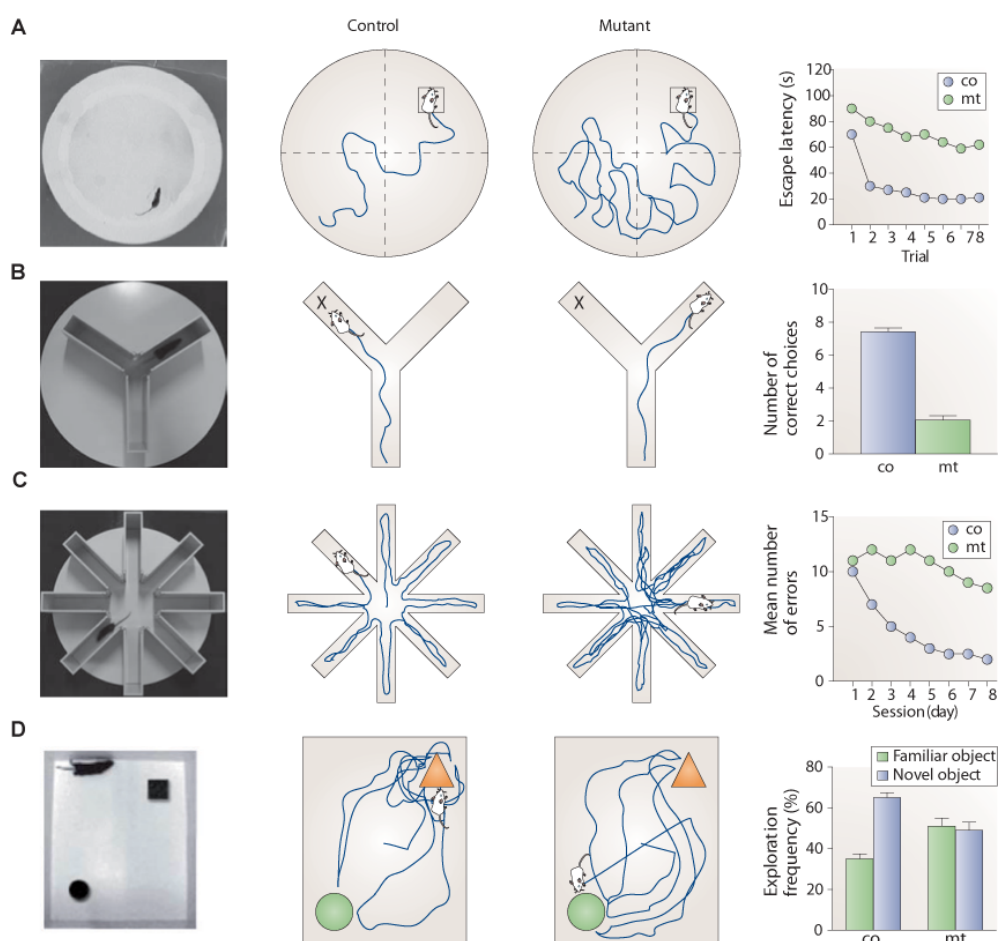 A
Control
Mutant
Escape latency (s)
120
100
80
60
40
20
0
co
mt
1 2 3 4 5 6 7 8
Trial
B
X
X
Number of
correct choices
10
8
6
4
2
0
co mt
C
Mean number
of errors
15
10
5
0
co
mt
1 2 3 4 5 6 7 8
Session (day)
D
Exploration
frequency (%)
80
60
40
20
0
Familiar object
Novel object
co mt